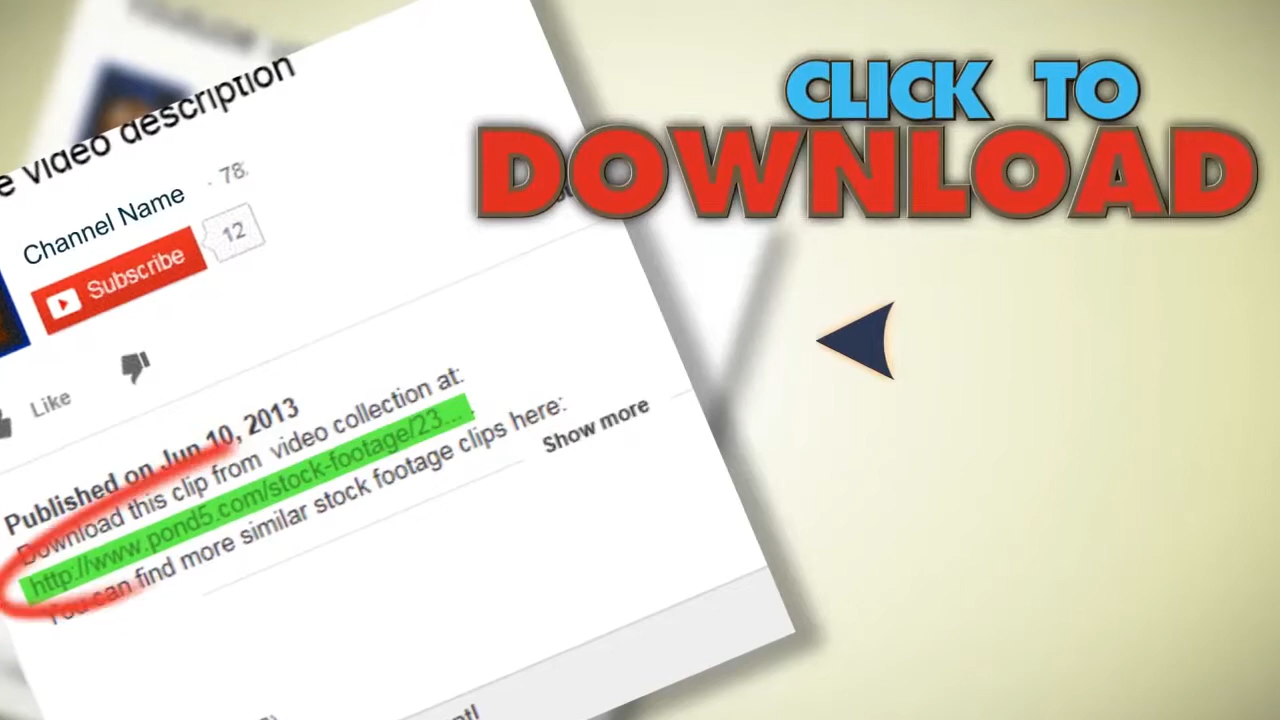 CLICK TO
DOWNLOAD
video description
Channel Name
78
Subscribe
12
Like
Published on Jun 10, 2013
Download this clip from video collection at:
http://www.pond5.com/stock-footage/23...
You can find more similar stock footage clips here:
Show more